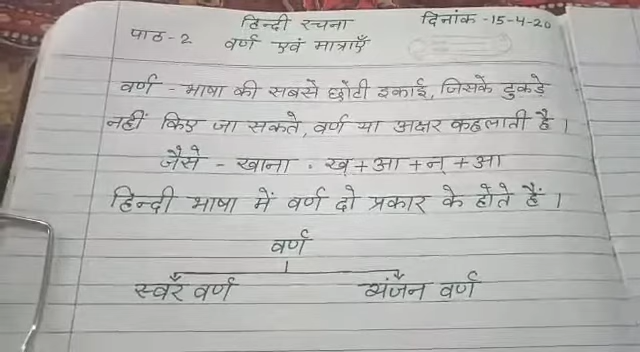 हिन्दी रचना दिनांक -15-4-20
पाठ-2 वर्ण एवं मात्राएँ
वर्ण - भाषा की सबसे छोटी इकाई, जिसके टुकड़े
नहीं किए जा सकते, वर्ण या अक्षर कहलाती है।
जैसे - खाना . ख् + आ + न् + आ
हिन्दी भाषा में वर्ण दो प्रकार के होते हैं।
वर्ण
स्वर वर्ण व्यंजन वर्ण